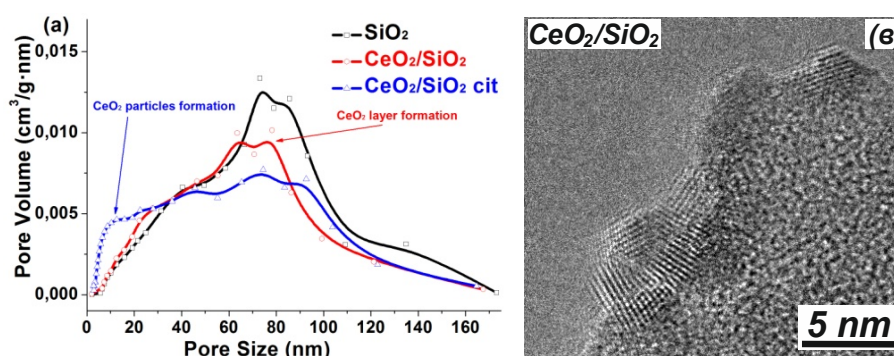 (a)
SiO₂
CeO₂/SiO₂
CeO₂/SiO₂ cit
CeO₂ particles formation
CeO₂ layer formation
Pore Volume (cm³/g·nm)
0,015
0,010
0,005
0,000
0 20 40 60 80 100 120 140 160
Pore Size (nm)
CeO₂/SiO₂
(в
5 nm